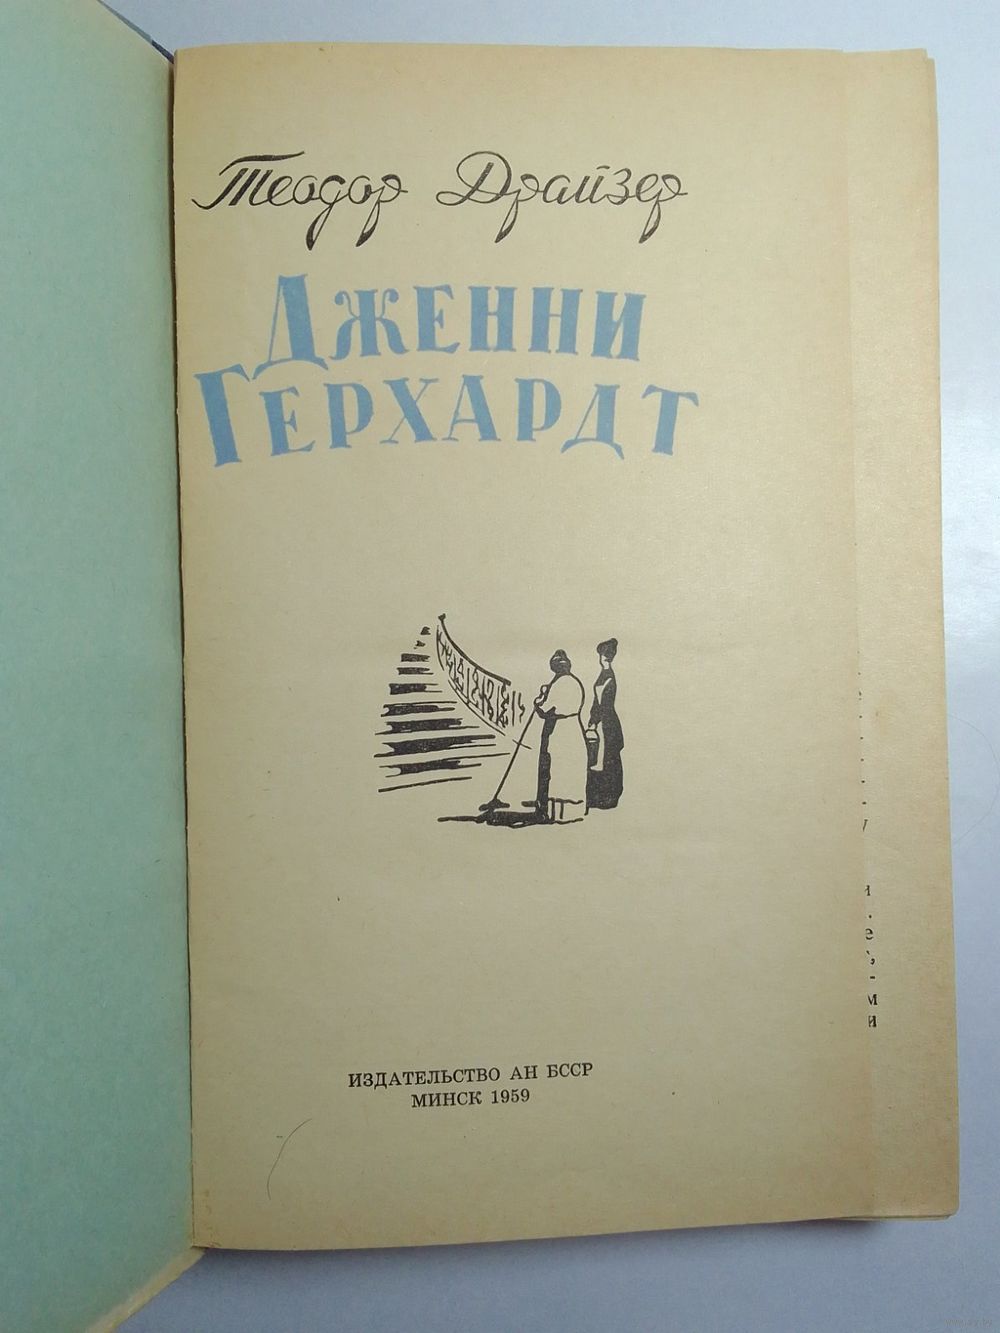 Теодор Драйзер
ДЖЕННИ
ГЕРХАРДТ
ИЗДАТЕЛЬСТВО АН БССР
МИНСК 1959